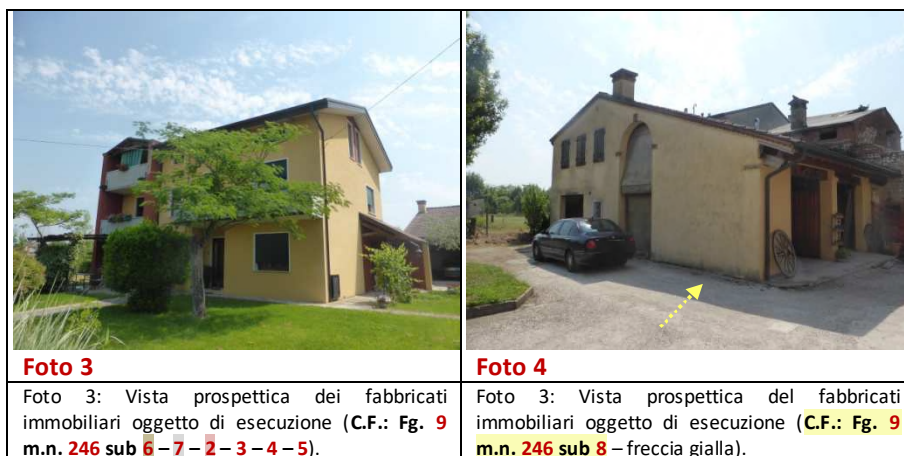 Foto 3
Foto 3: Vista prospettica dei fabbricati
immobiliari oggetto di esecuzione (C.F.: Fg. 9
m.n. 246 sub 6 – 7 – 2 – 3 – 4 – 5).
Foto 4
Foto 3: Vista prospettica del fabbricati
immobiliari oggetto di esecuzione (C.F.: Fg. 9
m.n. 246 sub 8 – freccia gialla).